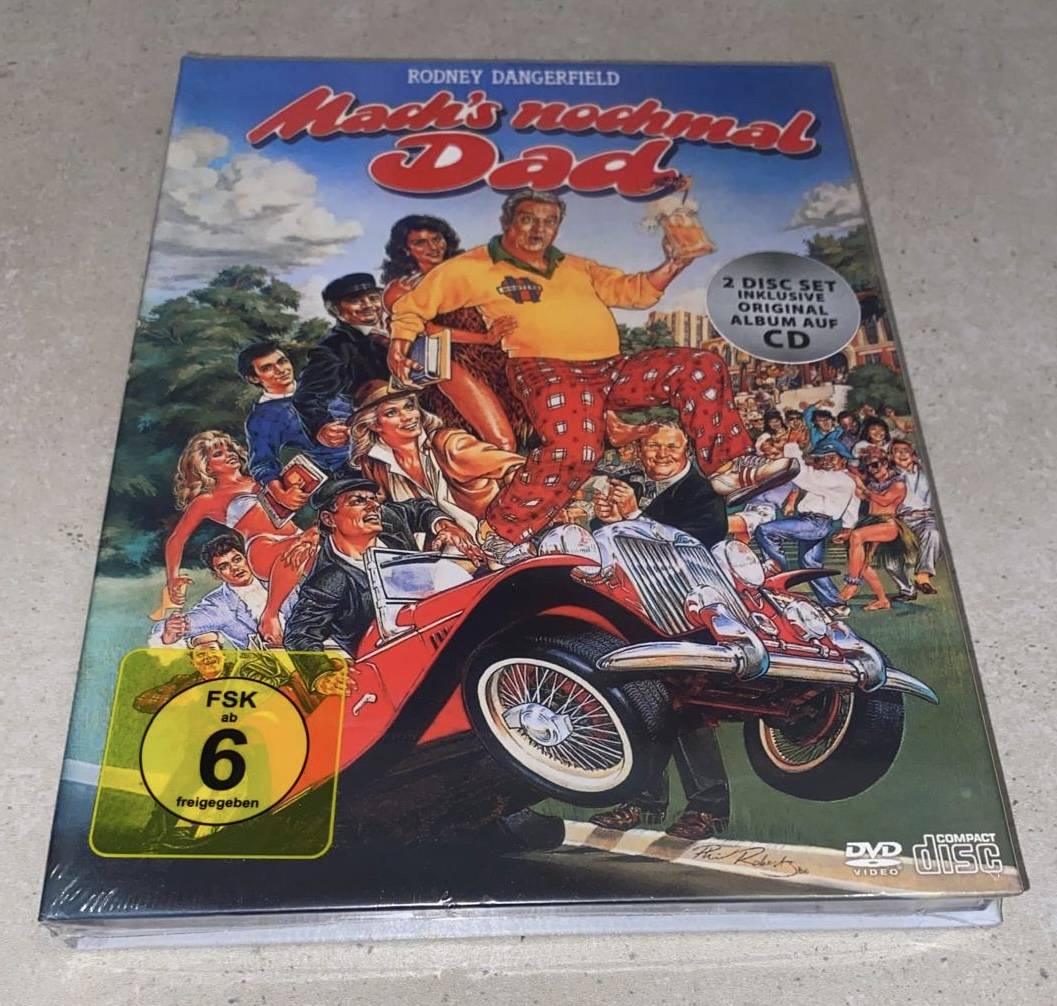 RODNEY DANGERFIELD
Mach's nochmal
Dad
2 DISC SET
INKLUSIVE
ORIGINAL
ALBUM AUF
CD
FSK
ab
6
freigegeben
DVD
VIDEO
COMPACT
disc